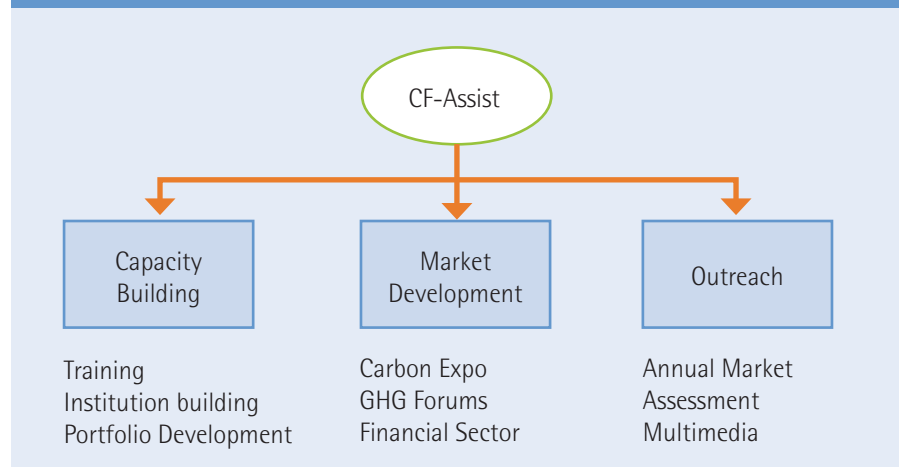 CF-Assist
Capacity
Building
Market
Development
Outreach
Training
Institution building
Portfolio Development
Carbon Expo
GHG Forums
Financial Sector
Annual Market
Assessment
Multimedia